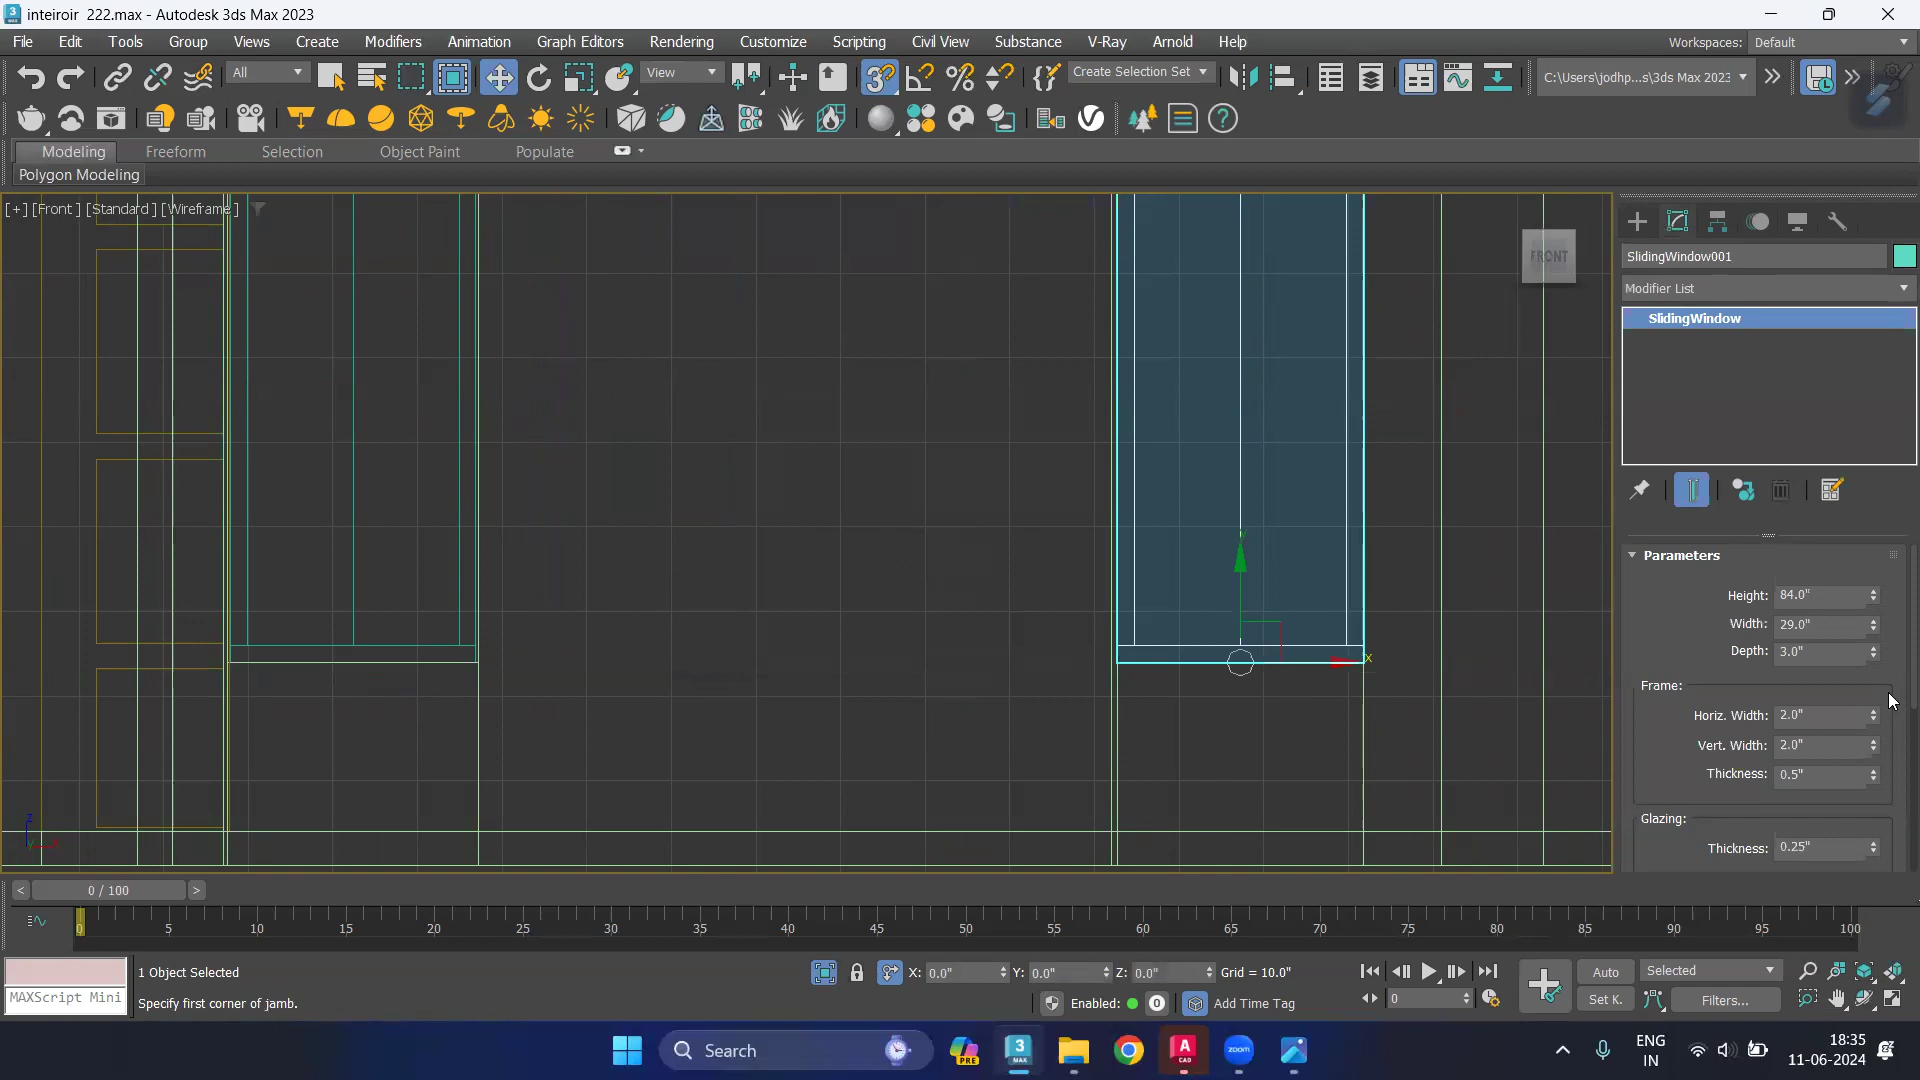 inteiroir 222.max - Autodesk 3ds Max 2023
File Edit Tools Group Views Create Modifiers Animation Graph Editors Rendering Customize Scripting Civil View Substance V-Ray Arnold Help Workspaces: Default
All View Create Selection Set C:\Users\jodhp...s\3ds Max 2023
Modeling Freeform Selection Object Paint Populate
Polygon Modeling
[+] [Front ] [Standard ] [Wireframe ]
FRONT
SlidingWindow001
Modifier List
SlidingWindow
Parameters
Height: 84.0"
Width: 29.0"
Depth: 3.0"
Frame:
Horiz. Width: 2.0"
Vert. Width: 2.0"
Thickness: 0.5"
Glazing:
Thickness: 0.25"
y
x
z
< 0 / 100 >
0 5 10 15 20 25 30 35 40 45 50 55 60 65 70 75 80 85 90 95 100
1 Object Selected X: 0.0" Y: 0.0" Z: 0.0" Grid = 10.0" Auto Selected
MAXScript Mini Specify first corner of jamb. Enabled: 0 Add Time Tag 0 Set K. Filters...
Search PRE 3 MAX A CAD zoom ENG IN 18:35 11-06-2024